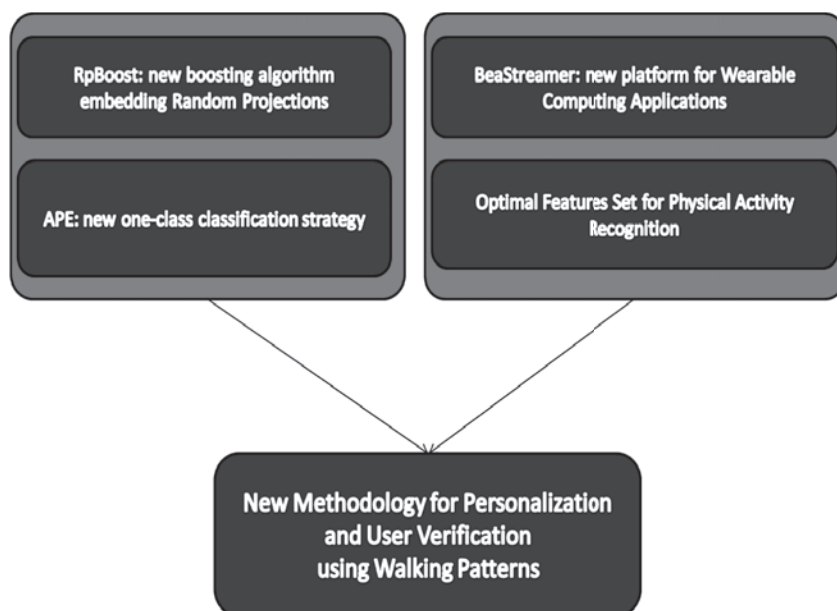 RpBoost: new boosting algorithm
embedding Random Projections
APE: new one-class classification strategy
BeaStreamer: new platform for Wearable
Computing Applications
Optimal Features Set for Physical Activity
Recognition
New Methodology for Personalization
and User Verification
using Walking Patterns